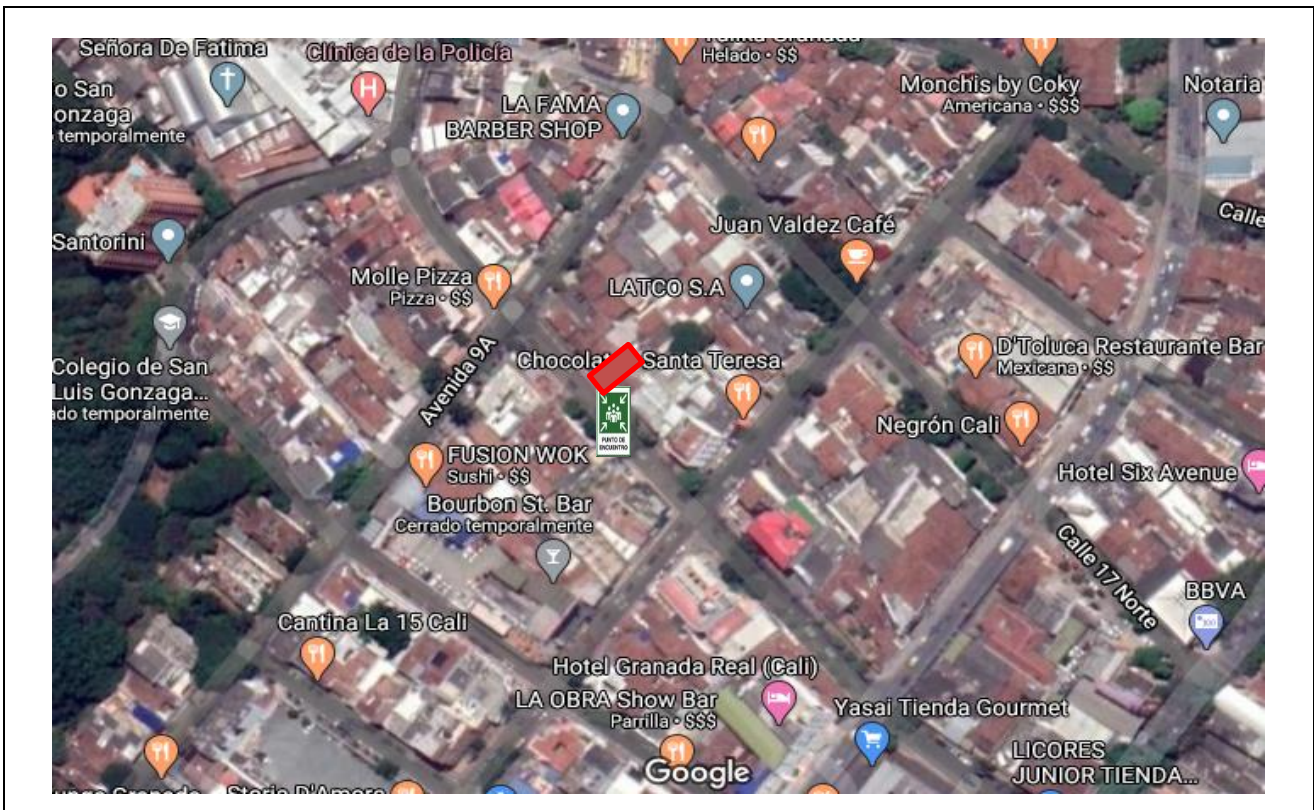 Señora De Fatima
Clínica de la Policía
Helado • $$
Monchis by Coky
Americana • $$$
Notaria
o San
onzaga
temporalmente
LA FAMA
BARBER SHOP
Calle
Juan Valdez Café
Santorini
Molle Pizza
Pizza • $$
LATCO S.A
Chocolat
Santa Teresa
D'Toluca Restaurante Bar
Mexicana • $$
Colegio de San
Luis Gonzaga...
ado temporalmente
Avenida 9A
PUNTO DE
ENCUENTRO
Negrón Cali
FUSION WOK
Sushi • $$
Hotel Six Avenue
Bourbon St. Bar
Cerrado temporalmente
Calle 17 Norte
BBVA
Cantina La 15 Cali
Hotel Granada Real (Cali)
LA OBRA Show Bar
Parrilla • $$$
Yasai Tienda Gourmet
LICORES
JUNIOR TIENDA...
Google